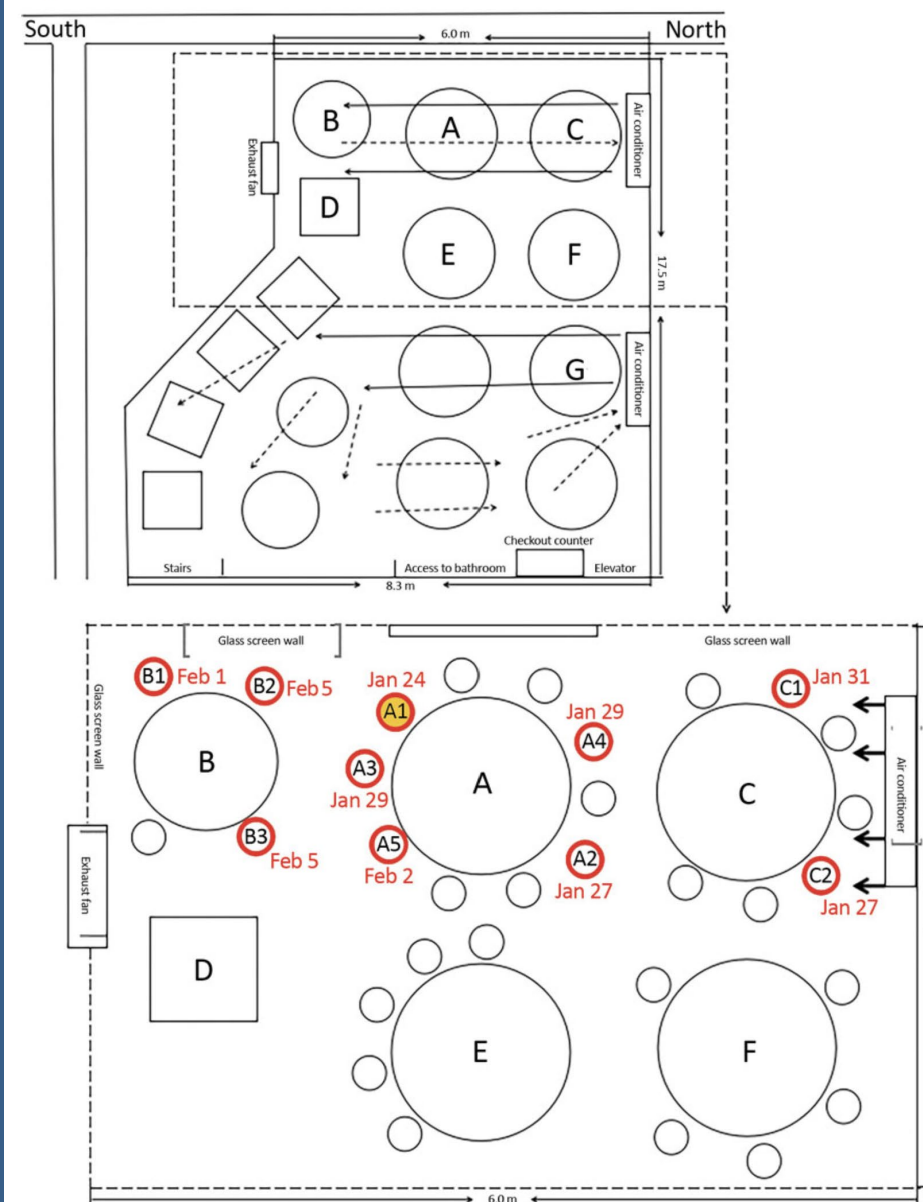 South
6.0 m
North
B
A
C
Air conditioner
Exhaust fan
D
E
F
17.5 m
G
Air conditioner
Checkout counter
Stairs
Access to bathroom
Elevator
8.3 m
Glass screen wall
Glass screen wall
Glass screen wall
B1 Feb 1
B2 Feb 5
Jan 24
A1
Jan 29
A4
C1 Jan 31
B
A3
Jan 29
A
C
Air conditioner
B3
Feb 5
A5
Feb 2
A2
Jan 27
C2
Jan 27
Exhaust fan
D
E
F
6.0 m